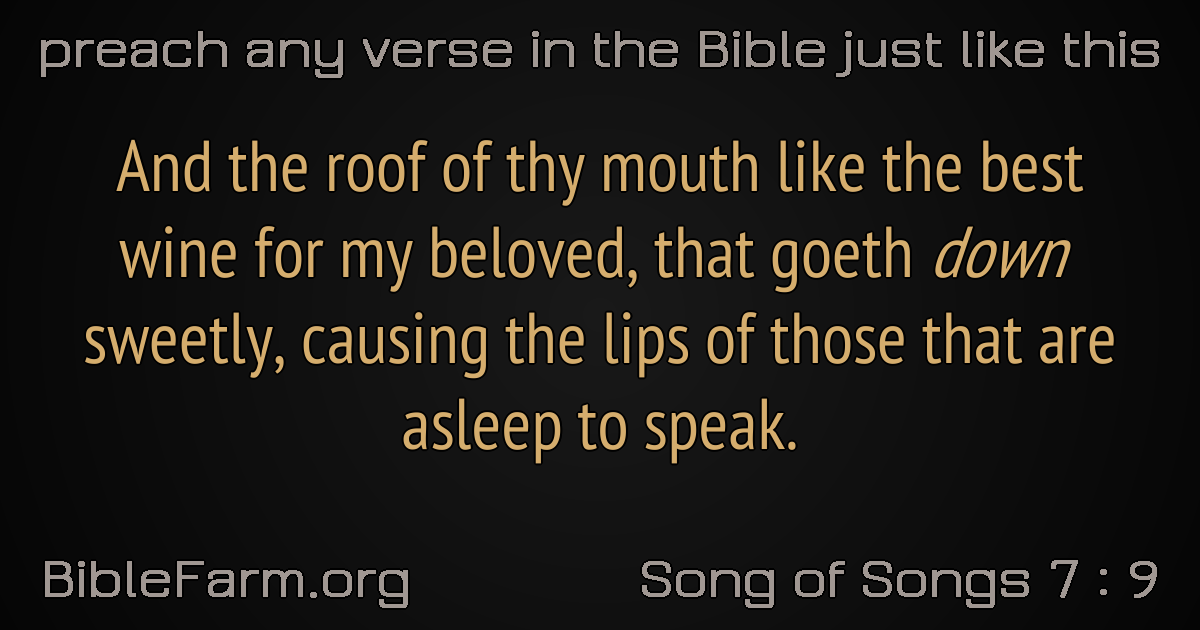 preach any verse in the Bible just like this
And the roof of thy mouth like the best
wine for my beloved, that goeth down
sweetly, causing the lips of those that are
asleep to speak.
BibleFarm.org
Song of Songs 7 : 9